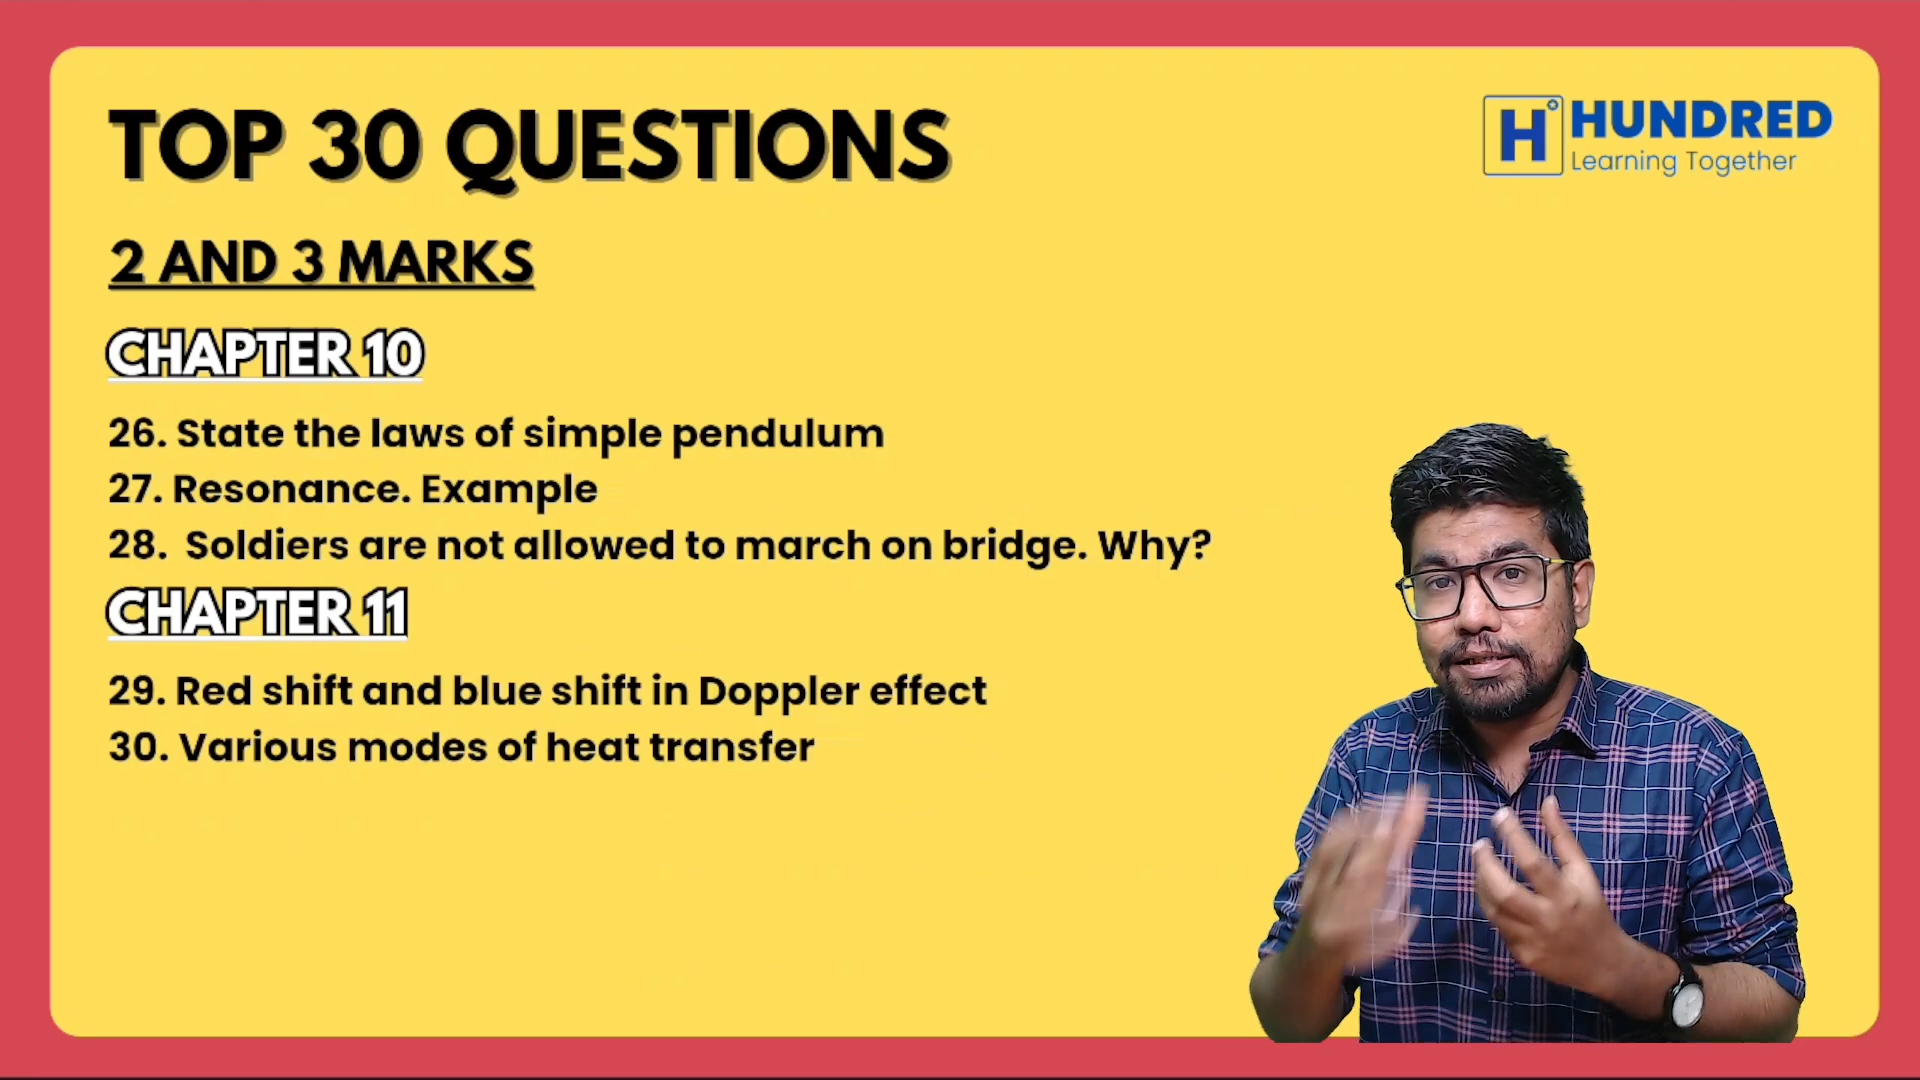 TOP 30 QUESTIONS
H HUNDRED
Learning Together
2 AND 3 MARKS
CHAPTER 10
26. State the laws of simple pendulum
27. Resonance. Example
28. Soldiers are not allowed to march on bridge. Why?
CHAPTER 11
29. Red shift and blue shift in Doppler effect
30. Various modes of heat transfer